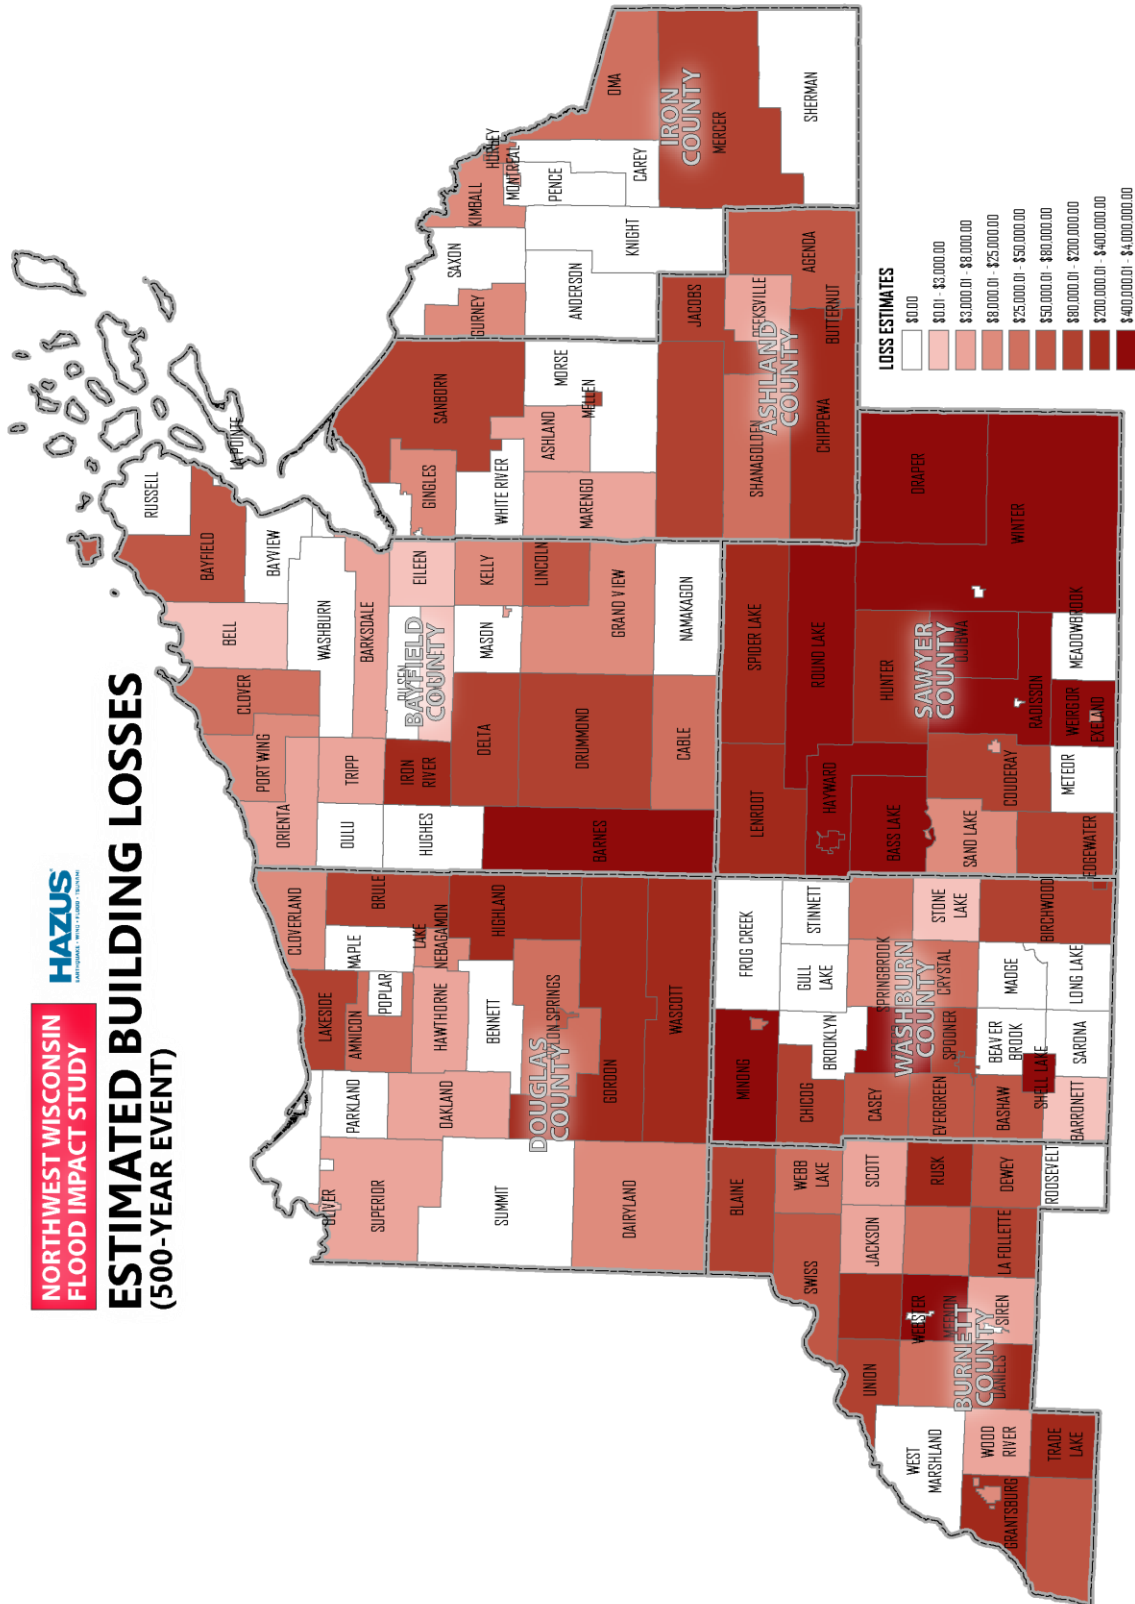 NORTHWEST WISCONSIN
FLOOD IMPACT STUDY
HAZUS
EARTHQUAKE · WIND · FLOOD · TSUNAMI
ESTIMATED BUILDING LOSSES
(500-YEAR EVENT)
RUSSELL
LA POINTE
BAYFIELD
BAYVIEW
BELL
WASHBURN
CLOVER
BARKSDALE
PORT WING
ORIENTA
TRIPP
OULU
IRON
RIVER
HUGHES
PILSEN
EILEEN
BAYFIELD
COUNTY
KELLY
MASON
DELTA
LINCOLN
BARNES
DRUMMOND
GRAND VIEW
CABLE
NAMAKAGON
CLOVERLAND
LAKESIDE
BRULE
MAPLE
AMNICON
POPLAR
PARKLAND
OLIVER
SUPERIOR
LAKE
NEBAGAMON
HAWTHORNE
OAKLAND
HIGHLAND
BENNETT
SUMMIT
SOLON SPRINGS
DOUGLAS
COUNTY
GORDON
DAIRYLAND
WASCOTT
SANBORN
GINGLES
WHITE RIVER
ASHLAND
MORSE
MELLEN
MARENGO
JACOBS
PEEKSVILLE
SHANAGOLDEN
ASHLAND
COUNTY
AGENDA
BUTTERNUT
CHIPPEWA
GURNEY
SAXON
KIMBALL
HURLEY
MONTREAL
PENCE
CAREY
ANDERSON
KNIGHT
OMA
IRON
COUNTY
MERCER
SHERMAN
SPIDER LAKE
LENROOT
ROUND LAKE
HAYWARD
BASS LAKE
HUNTER
DRAPER
SAWYER
COUNTY
OJIBWA
WINTER
SAND LAKE
COUDERAY
RADISSON
MEADOWBROOK
WEIRGOR
EXELAND
METEOR
EDGEWATER
FROG CREEK
MINONG
STINNETT
GULL
LAKE
BROOKLYN
CHICOG
SPRINGBROOK
STONE
LAKE
WASHBURN
COUNTY
CRYSTAL
CASEY
EVERGREEN
SPOONER
BIRCHWOOD
MADGE
BEAVER
BROOK
BASHAW
SHELL LAKE
LONG LAKE
SARONA
BARRONETT
BLAINE
WEBB
LAKE
SWISS
SCOTT
JACKSON
RUSK
DEWEY
LA FOLLETTE
ROOSEVELT
UNION
WEBSTER
MEENON
SIREN
BURNETT
COUNTY
DANIELS
WEST
MARSHLAND
WOOD
RIVER
GRANTSBURG
TRADE
LAKE
LOSS ESTIMATES
$0.00
$0.01 - $3,000.00
$3,000.01 - $8,000.00
$8,000.01 - $25,000.00
$25,000.01 - $50,000.00
$50,000.01 - $80,000.00
$80,000.01 - $200,000.00
$200,000.01 - $400,000.00
$400,000.01 - $4,000,000.00